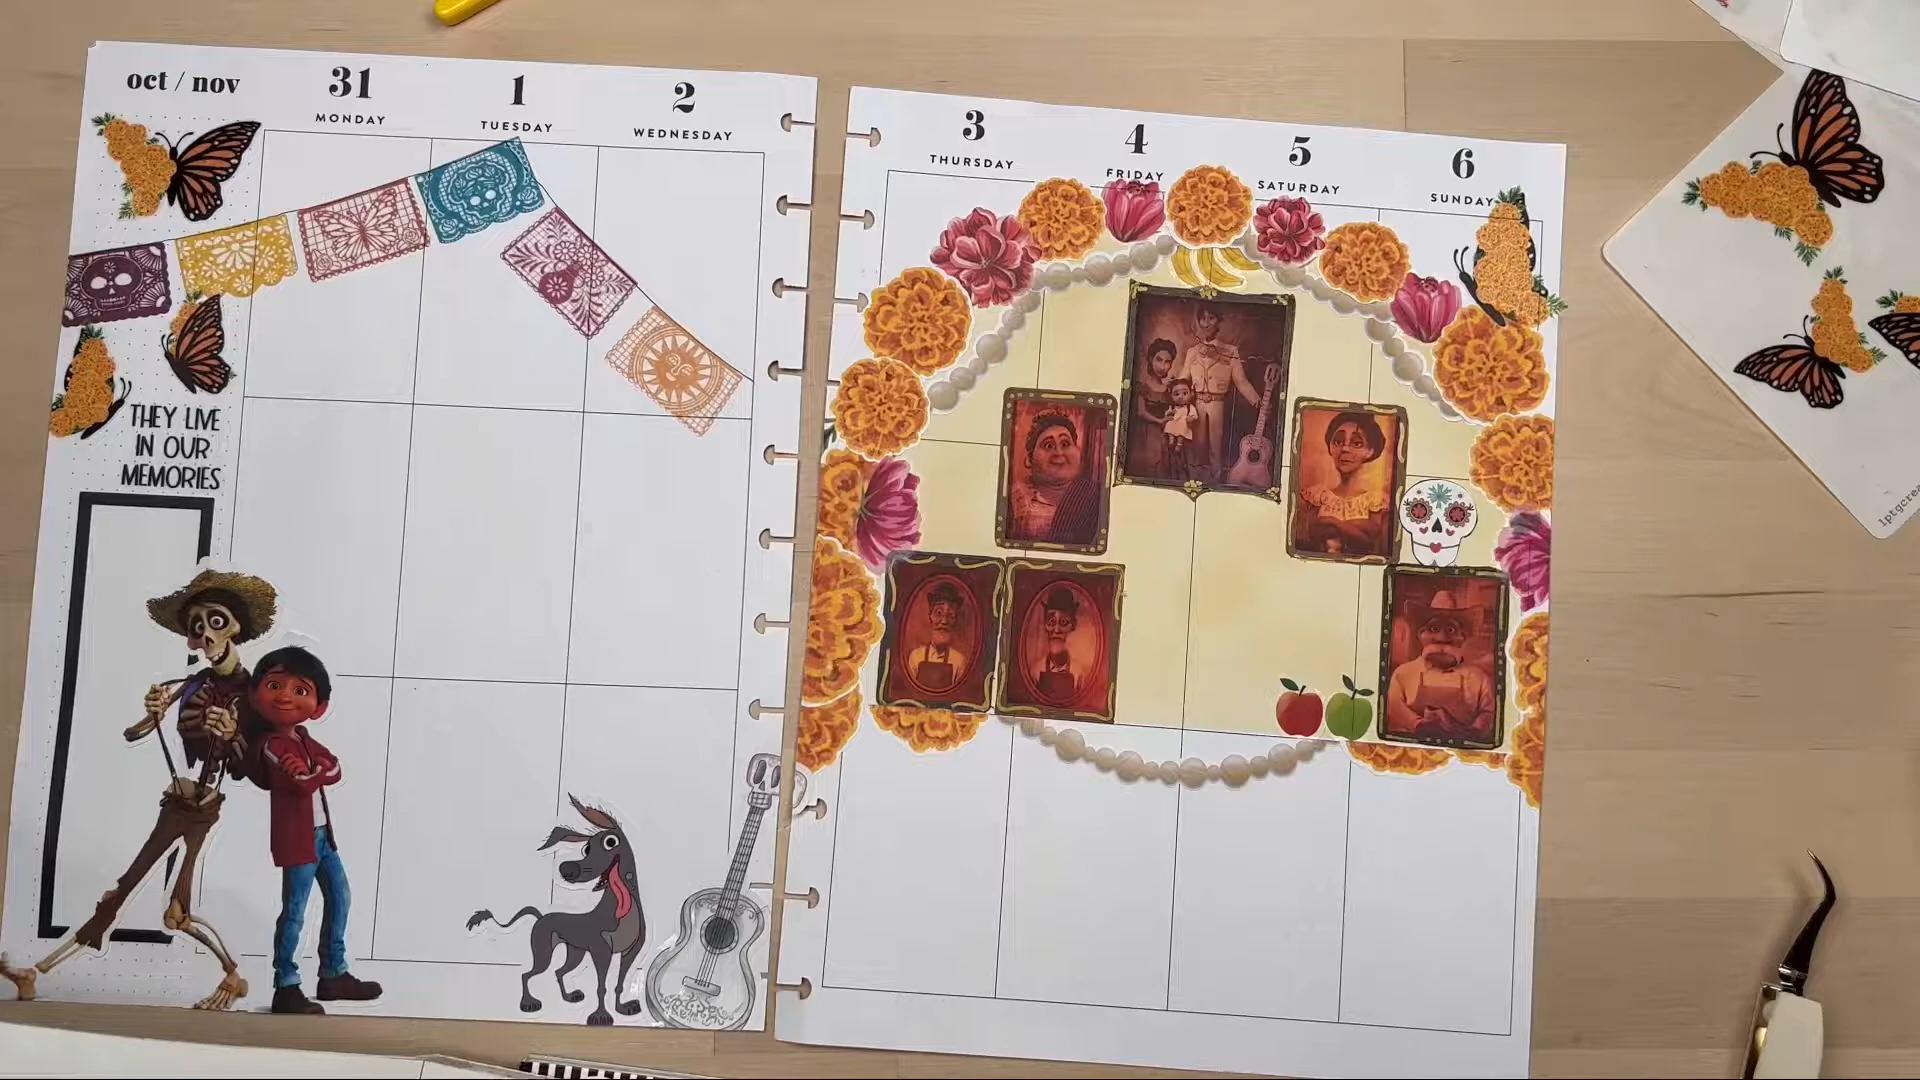 oct / nov
31
MONDAY
1
TUESDAY
2
WEDNESDAY
3
THURSDAY
4
FRIDAY
5
SATURDAY
6
SUNDAY
THEY LIVE
IN OUR
MEMORIES